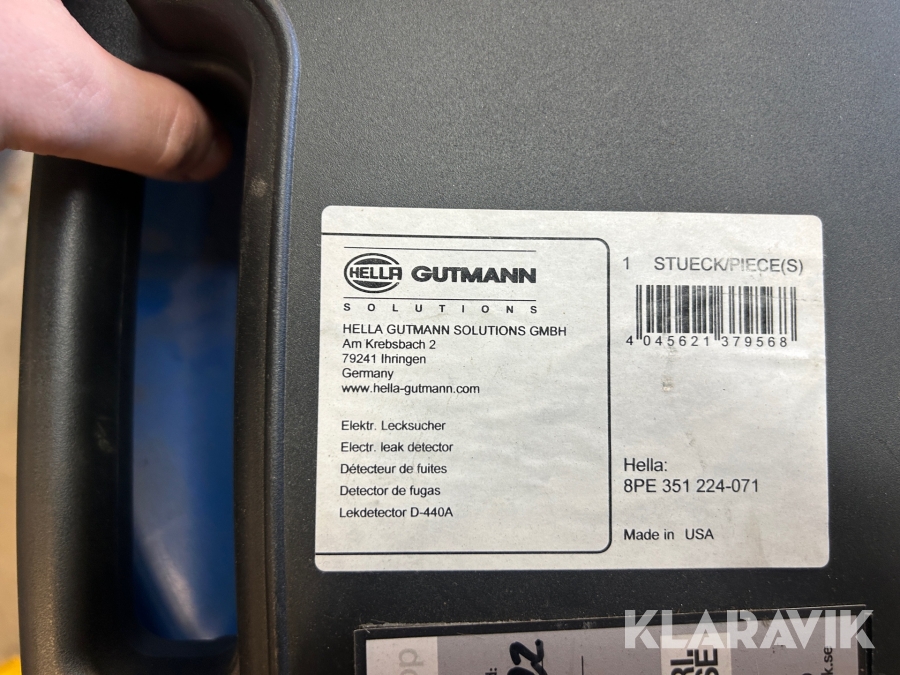 HELLA GUTMANN
SOLUTIONS
HELLA GUTMANN SOLUTIONS GMBH
Am Krebsbach 2
79241 Ihringen
Germany
www.hella-gutmann.com
Elektr. Lecksucher
Electr. leak detector
Détecteur de fuites
Detector de fugas
Lekdetector D-440A
1 STUECK/PIECE(S)
4 045621 379568
Hella:
8PE 351 224-071
Made in USA
KLARAVIK